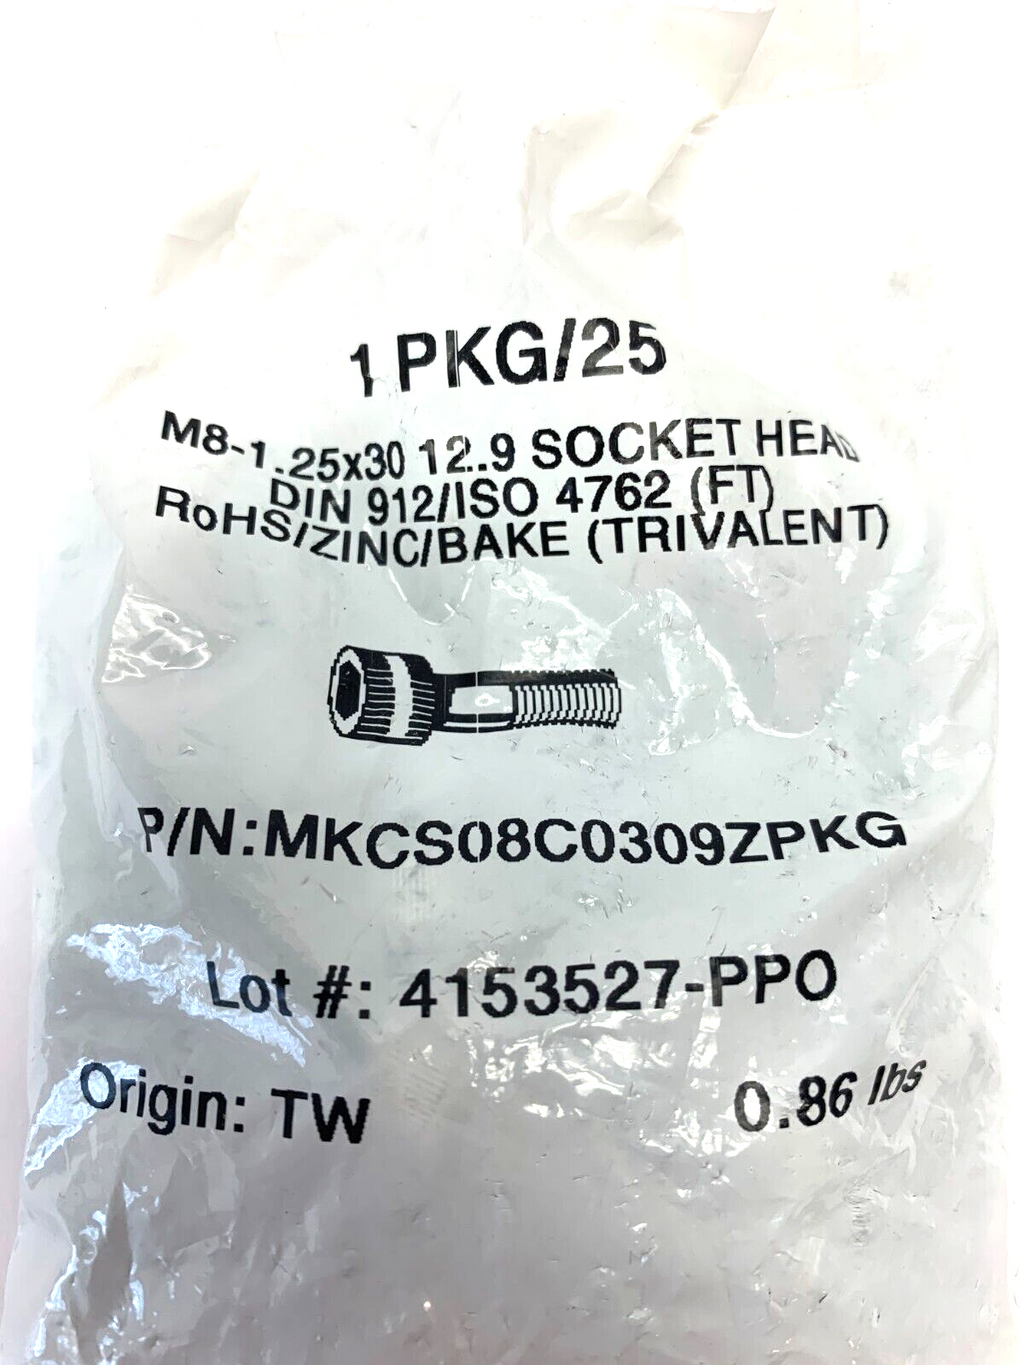 1 PKG/25
M8-1.25x30 12.9 SOCKET HEAD
DIN 912/ISO 4762 (FT)
RoHS/ZINC/BAKE (TRIVALENT)
P/N:MKCS08C0309ZPKG
Lot #: 4153527-PPO
Origin: TW
0.86 lbs